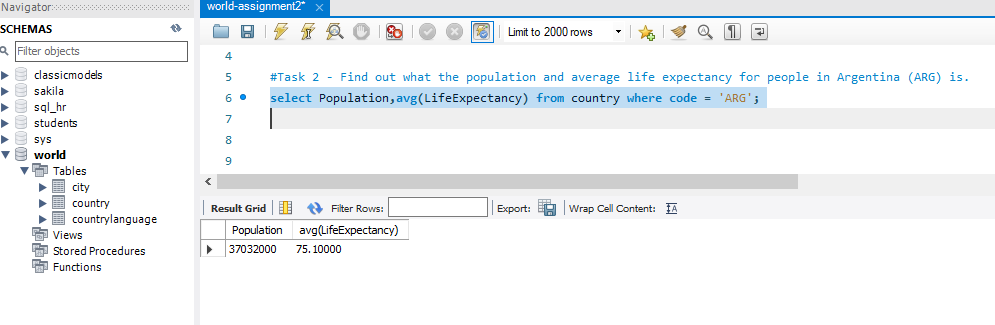 Navigator
world-assignment2*
SCHEMAS
Limit to 2000 rows
Filter objects
classicmodels
sakila
sql_hr
students
sys
world
Tables
city
country
countrylanguage
Views
Stored Procedures
Functions
4
5 #Task 2 - Find out what the population and average life expectancy for people in Argentina (ARG) is.
6 select Population,avg(LifeExpectancy) from country where code = 'ARG';
7
8
9
Result Grid Filter Rows: Export: Wrap Cell Content:
Population avg(LifeExpectancy)
37032000 75.10000